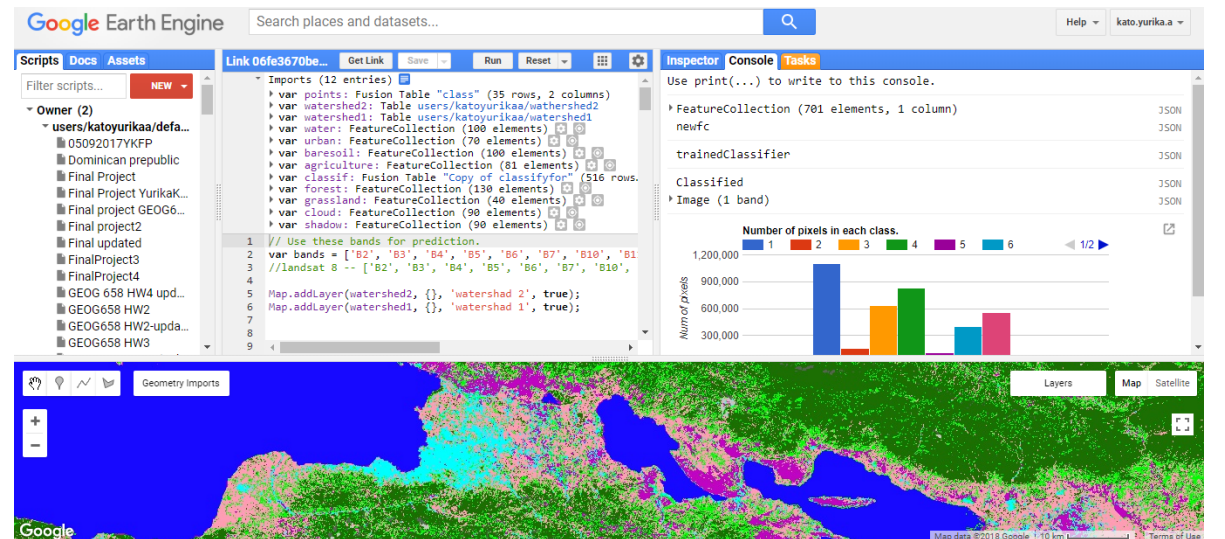 Google Earth Engine
Search places and datasets...
Help
kato.yurika.a
Scripts Docs Assets
Filter scripts...
NEW
Owner (2)
users/katoyurikaa/defa...
05092017YKFP
Dominican prepublic
Final Project
Final Project YurikaK...
Final project GEOG6...
Final project2
Final updated
FinalProject3
FinalProject4
GEOG 658 HW4 upd...
GEOG658 HW2
GEOG658 HW2-upda...
GEOG658 HW3
Link 06fe3670be...
Get Link
Save
Run
Reset
Imports (12 entries)
var points: Fusion Table "class" (35 rows, 2 columns)
var watershed2: Table users/katoyurikaa/wathershed2
var watershed1: Table users/katoyurikaa/watershed1
var water: FeatureCollection (100 elements)
var urban: FeatureCollection (70 elements)
var baresoil: FeatureCollection (100 elements)
var agriculture: FeatureCollection (81 elements)
var classif: Fusion Table "Copy of classifyfor" (516 rows.
var forest: FeatureCollection (130 elements)
var grassland: FeatureCollection (40 elements)
var cloud: FeatureCollection (90 elements)
var shadow: FeatureCollection (90 elements)
1 // Use these bands for prediction.
2 var bands = ['B2', 'B3', 'B4', 'B5', 'B6', 'B7', 'B10', 'B1
3 //landsat 8 -- ['B2', 'B3', 'B4', 'B5', 'B6', 'B7', 'B10',
4
5 Map.addLayer(watershed2, {}, 'watershad 2', true);
6 Map.addLayer(watershed1, {}, 'watershad 1', true);
7
8
9
Inspector Console Tasks
Use print(...) to write to this console.
FeatureCollection (701 elements, 1 column) JSON
newfc JSON
trainedClassifier JSON
Classified JSON
Image (1 band) JSON
Number of pixels in each class.
1 2 3 4 5 6 1/2
Num of pixels
1,200,000
900,000
600,000
300,000
Geometry Imports
Layers
Map Satellite
+
−
Google
Map data ©2018 Google 10 km Terms of Use